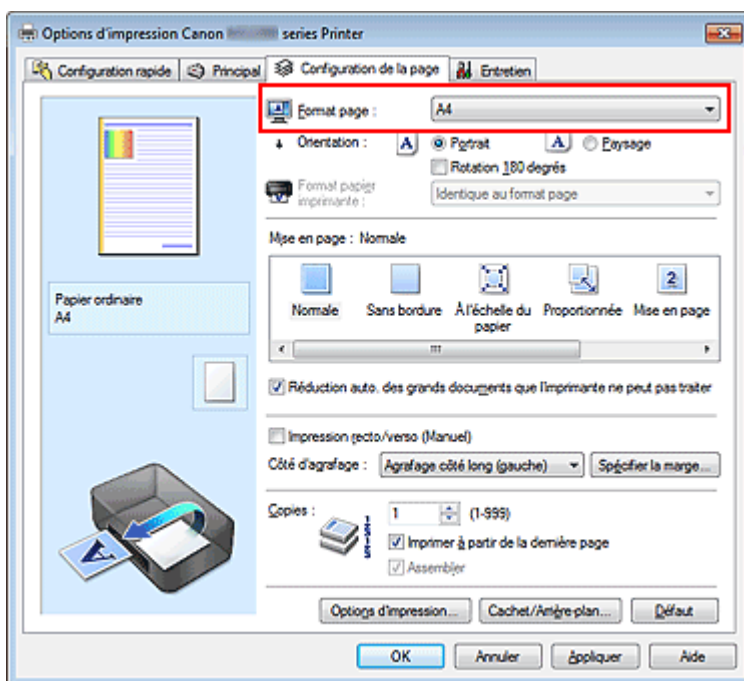 Options d'impression Canon series Printer
Configuration rapide Principal Configuration de la page Entretien
Format page : A4
Orientation : A Portrait A Paysage
Rotation 180 degrés
Format papier imprimante : Identique au format page
Mise en page : Normale
2
Normale Sans bordure À l'échelle du papier Proportionnée Mise en page
Papier ordinaire
A4
Réduction auto. des grands documents que l'imprimante ne peut pas traiter
Impression recto/verso (Manuel)
Côté d'agrafage : Agrafage côté long (gauche) Spécifier la marge...
Copies : 1 (1-999)
Imprimer à partir de la dernière page
Assembler
A
Options d'impression... Cachet/Arrière-plan... Défaut
OK Annuler Appliquer Aide